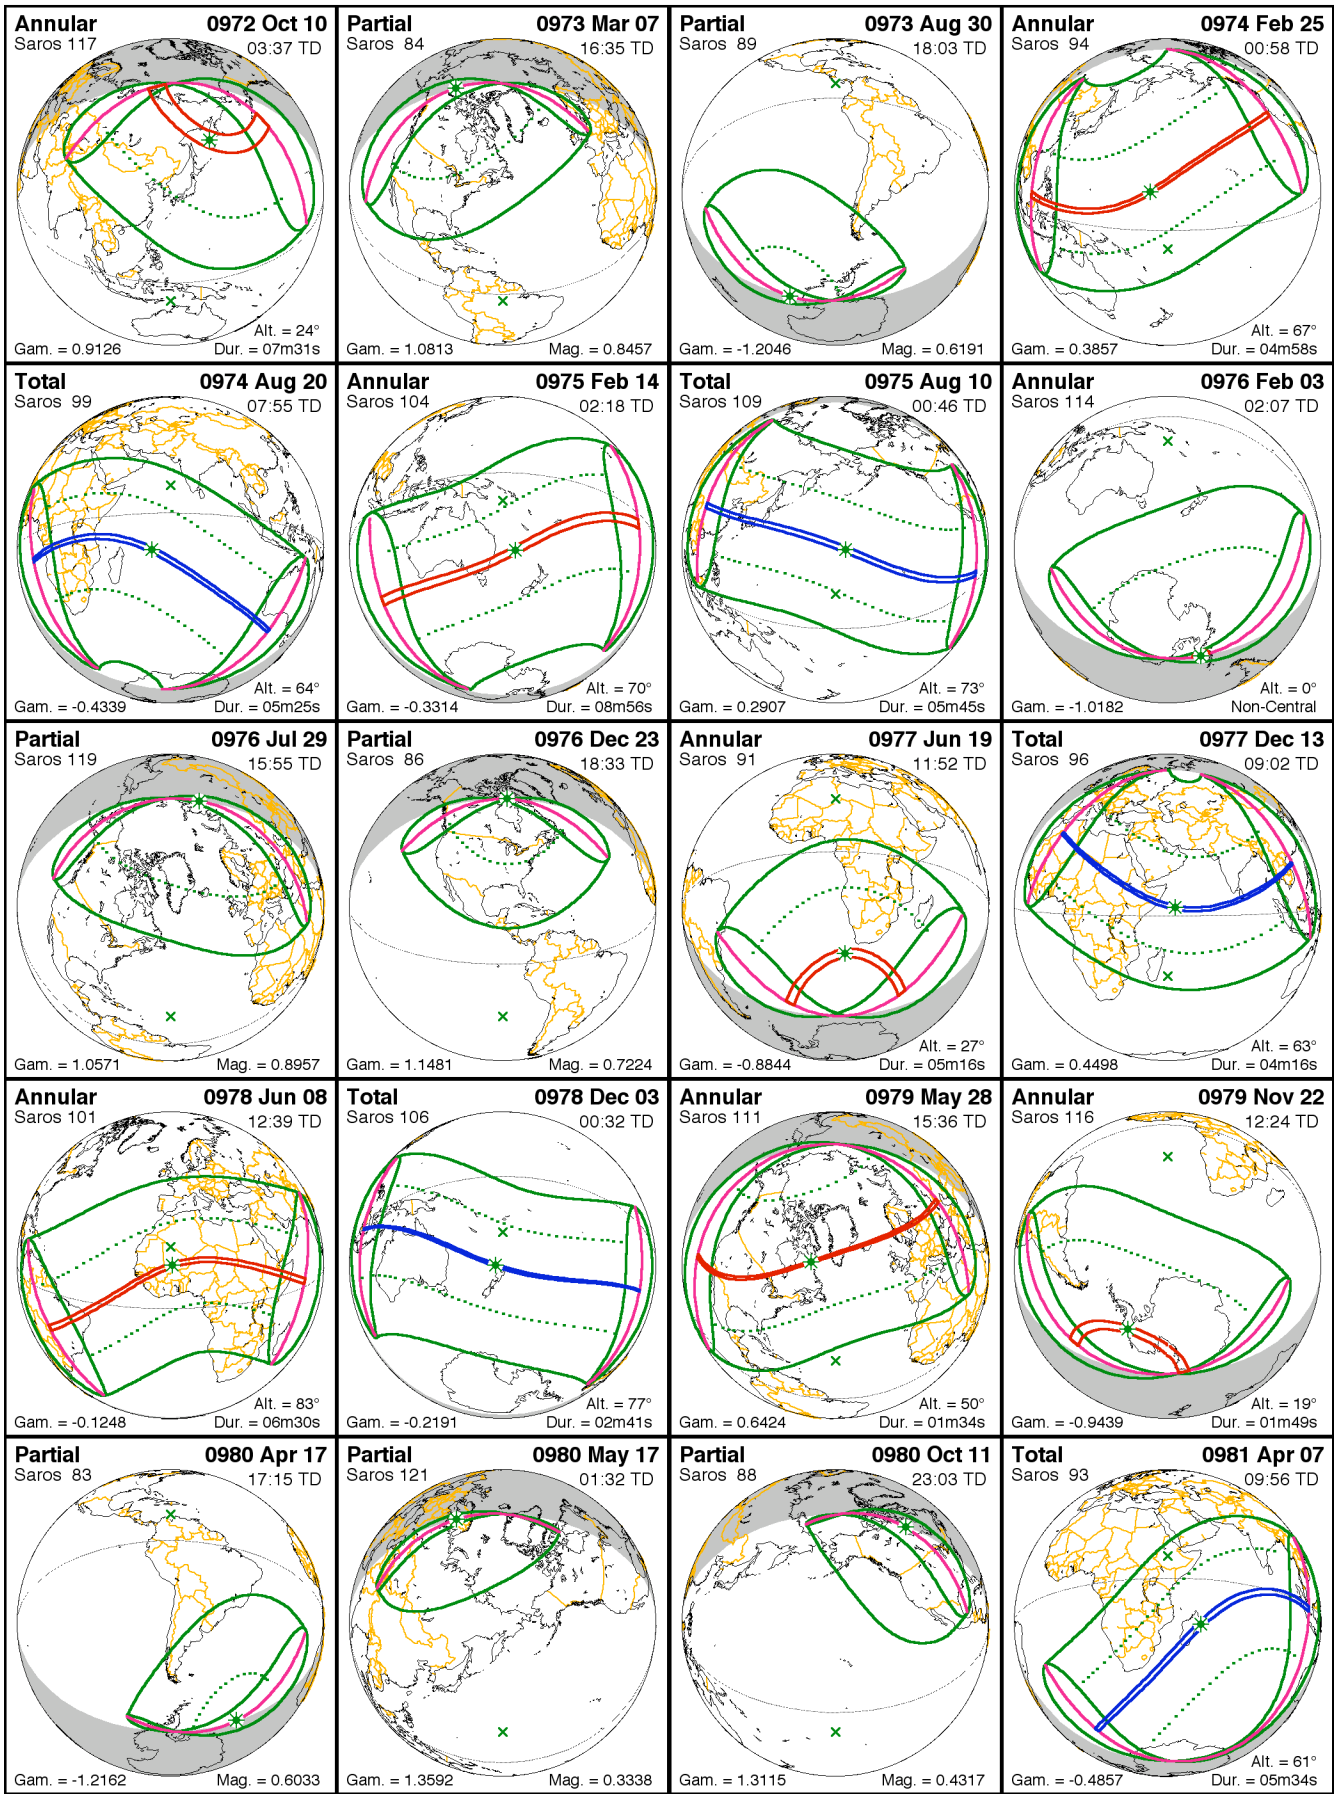 Annular 0972 Oct 10
Saros 117 03:37 TD
Alt. = 24°
Gam. = 0.9126 Dur. = 07m31s
Partial 0973 Mar 07
Saros 84 16:35 TD
Gam. = 1.0813 Mag. = 0.8457
Partial 0973 Aug 30
Saros 89 18:03 TD
Gam. = -1.2046 Mag. = 0.6191
Annular 0974 Feb 25
Saros 94 00:58 TD
Alt. = 67°
Gam. = 0.3857 Dur. = 04m58s
Total 0974 Aug 20
Saros 99 07:55 TD
Alt. = 64°
Gam. = -0.4339 Dur. = 05m25s
Annular 0975 Feb 14
Saros 104 02:18 TD
Alt. = 70°
Gam. = -0.3314 Dur. = 08m56s
Total 0975 Aug 10
Saros 109 00:46 TD
Alt. = 73°
Gam. = 0.2907 Dur. = 05m45s
Annular 0976 Feb 03
Saros 114 02:07 TD
Alt. = 0°
Gam. = -1.0182 Non-Central
Partial 0976 Jul 29
Saros 119 15:55 TD
Gam. = 1.0571 Mag. = 0.8957
Partial 0976 Dec 23
Saros 86 18:33 TD
Gam. = 1.1481 Mag. = 0.7224
Annular 0977 Jun 19
Saros 91 11:52 TD
Alt. = 27°
Gam. = -0.8844 Dur. = 05m16s
Total 0977 Dec 13
Saros 96 09:02 TD
Alt. = 63°
Gam. = 0.4498 Dur. = 04m16s
Annular 0978 Jun 08
Saros 101 12:39 TD
Alt. = 83°
Gam. = -0.1248 Dur. = 06m30s
Total 0978 Dec 03
Saros 106 00:32 TD
Alt. = 77°
Gam. = -0.2191 Dur. = 02m41s
Annular 0979 May 28
Saros 111 15:36 TD
Alt. = 50°
Gam. = 0.6424 Dur. = 01m34s
Annular 0979 Nov 22
Saros 116 12:24 TD
Alt. = 19°
Gam. = -0.9439 Dur. = 01m49s
Partial 0980 Apr 17
Saros 83 17:15 TD
Gam. = -1.2162 Mag. = 0.6033
Partial 0980 May 17
Saros 121 01:32 TD
Gam. = 1.3592 Mag. = 0.3338
Partial 0980 Oct 11
Saros 88 23:03 TD
Gam. = 1.3115 Mag. = 0.4317
Total 0981 Apr 07
Saros 93 09:56 TD
Alt. = 61°
Gam. = -0.4857 Dur. = 05m34s